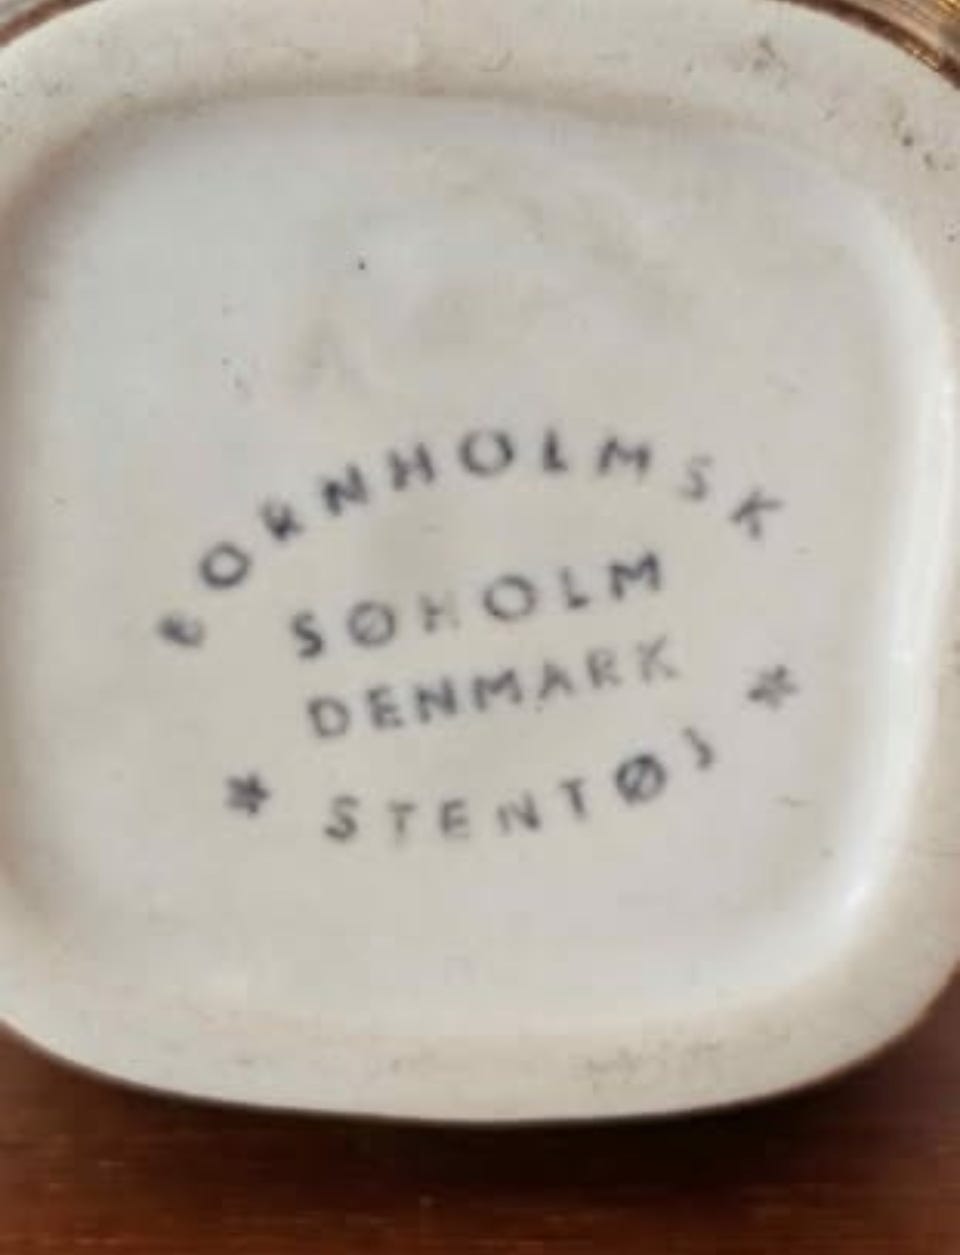 BORNHOLMSK
SØHOLM
DENMARK
* STENTØJ *